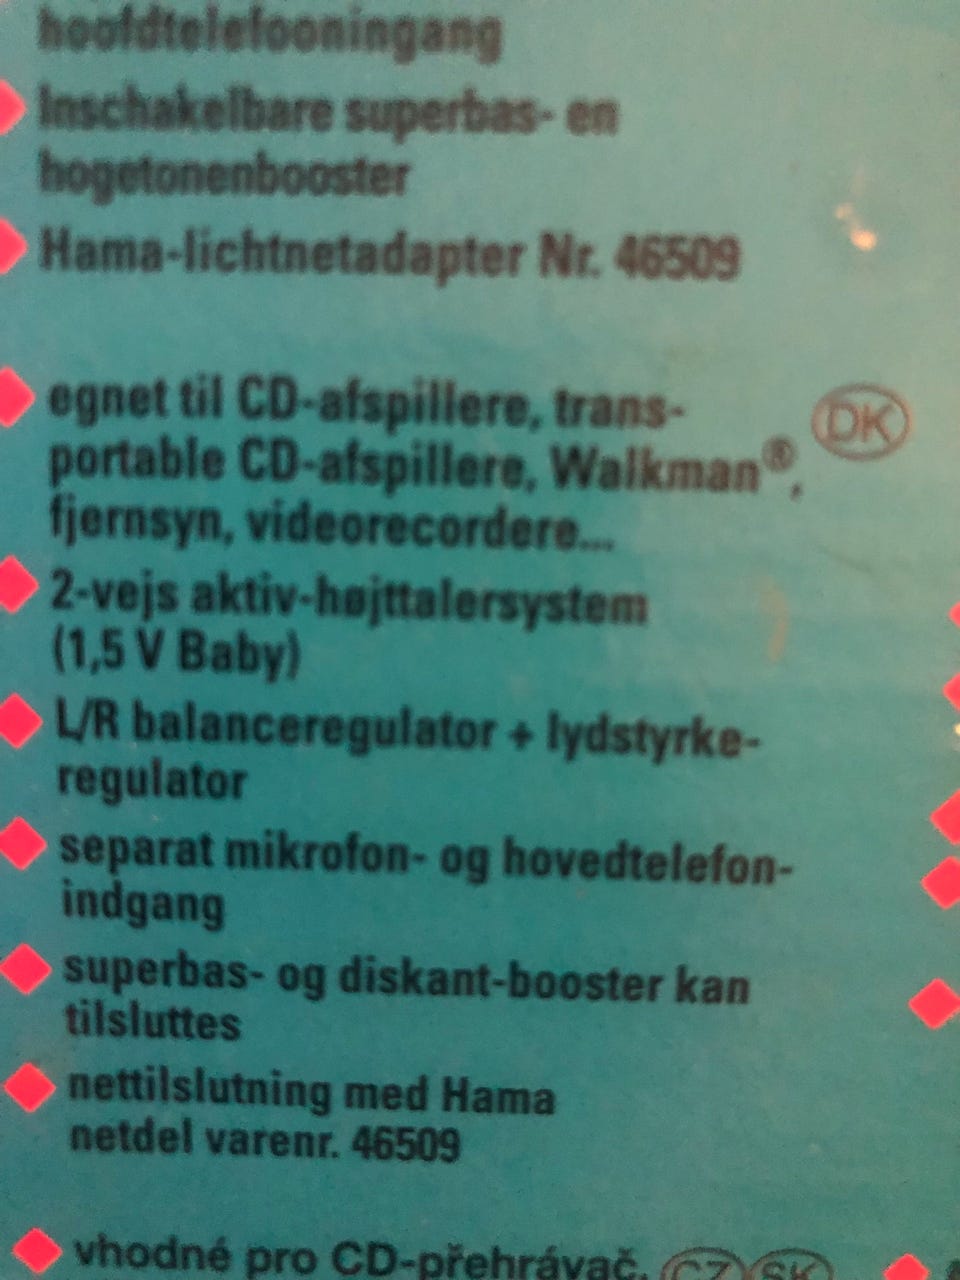 hoofdtelefooningang
Inschakelbare superbas- en
hogetonenbooster
Hama-lichtnetadapter Nr. 46509
egnet til CD-afspillere, trans-
portable CD-afspillere, Walkman®,
fjernsyn, videorecordere...
DK
2-vejs aktiv-højttalersystem
(1,5 V Baby)
L/R balanceregulator + lydstyrke-
regulator
separat mikrofon- og hovedtelefon-
indgang
superbas- og diskant-booster kan
tilsluttes
nettilslutning med Hama
netdel varenr. 46509
vhodné pro CD-přehrávač, CZ SK